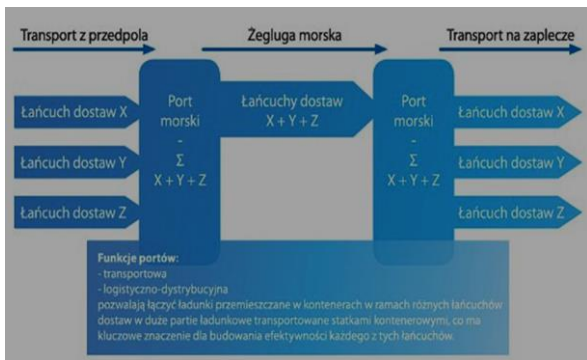 Transport z przedpola
Żegluga morska
Transport na zaplecze
Łańcuch dostaw X
Łańcuch dostaw Y
Łańcuch dostaw Z
Port
morski
-
Σ
X + Y + Z
Łańcuchy dostaw
X + Y + Z
Port
morski
-
Σ
X + Y + Z
Łańcuch dostaw X
Łańcuch dostaw Y
Łańcuch dostaw Z
Funkcje portów:
- transportowa
- logistyczno-dystrybucyjna
pozwalają łączyć ładunki przemieszczane w kontenerach w ramach różnych łańcuchów
dostaw w duże partie ładunkowe transportowane statkami kontenerowymi, co ma
kluczowe znaczenie dla budowania efektywności każdego z tych łańcuchów.